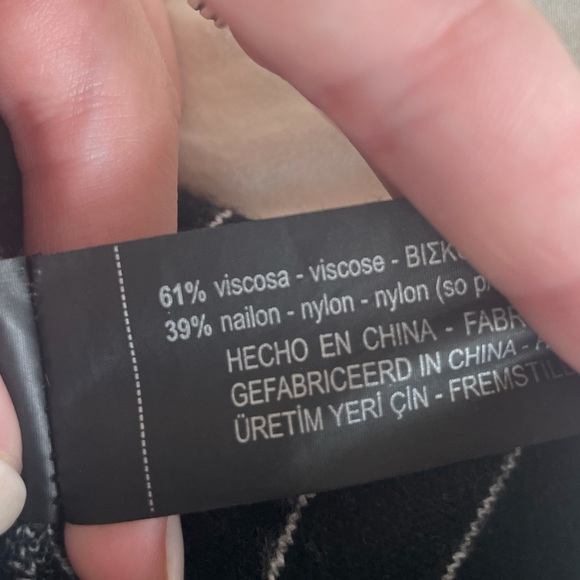 61% viscosa - viscose - ΒΙΣΚ
39% nailon - nylon - nylon (so p
HECHO EN CHINA - FABR
GEFABRICEERD IN CHINA - A
ÜRETİM YERİ ÇİN - FREMSTILL